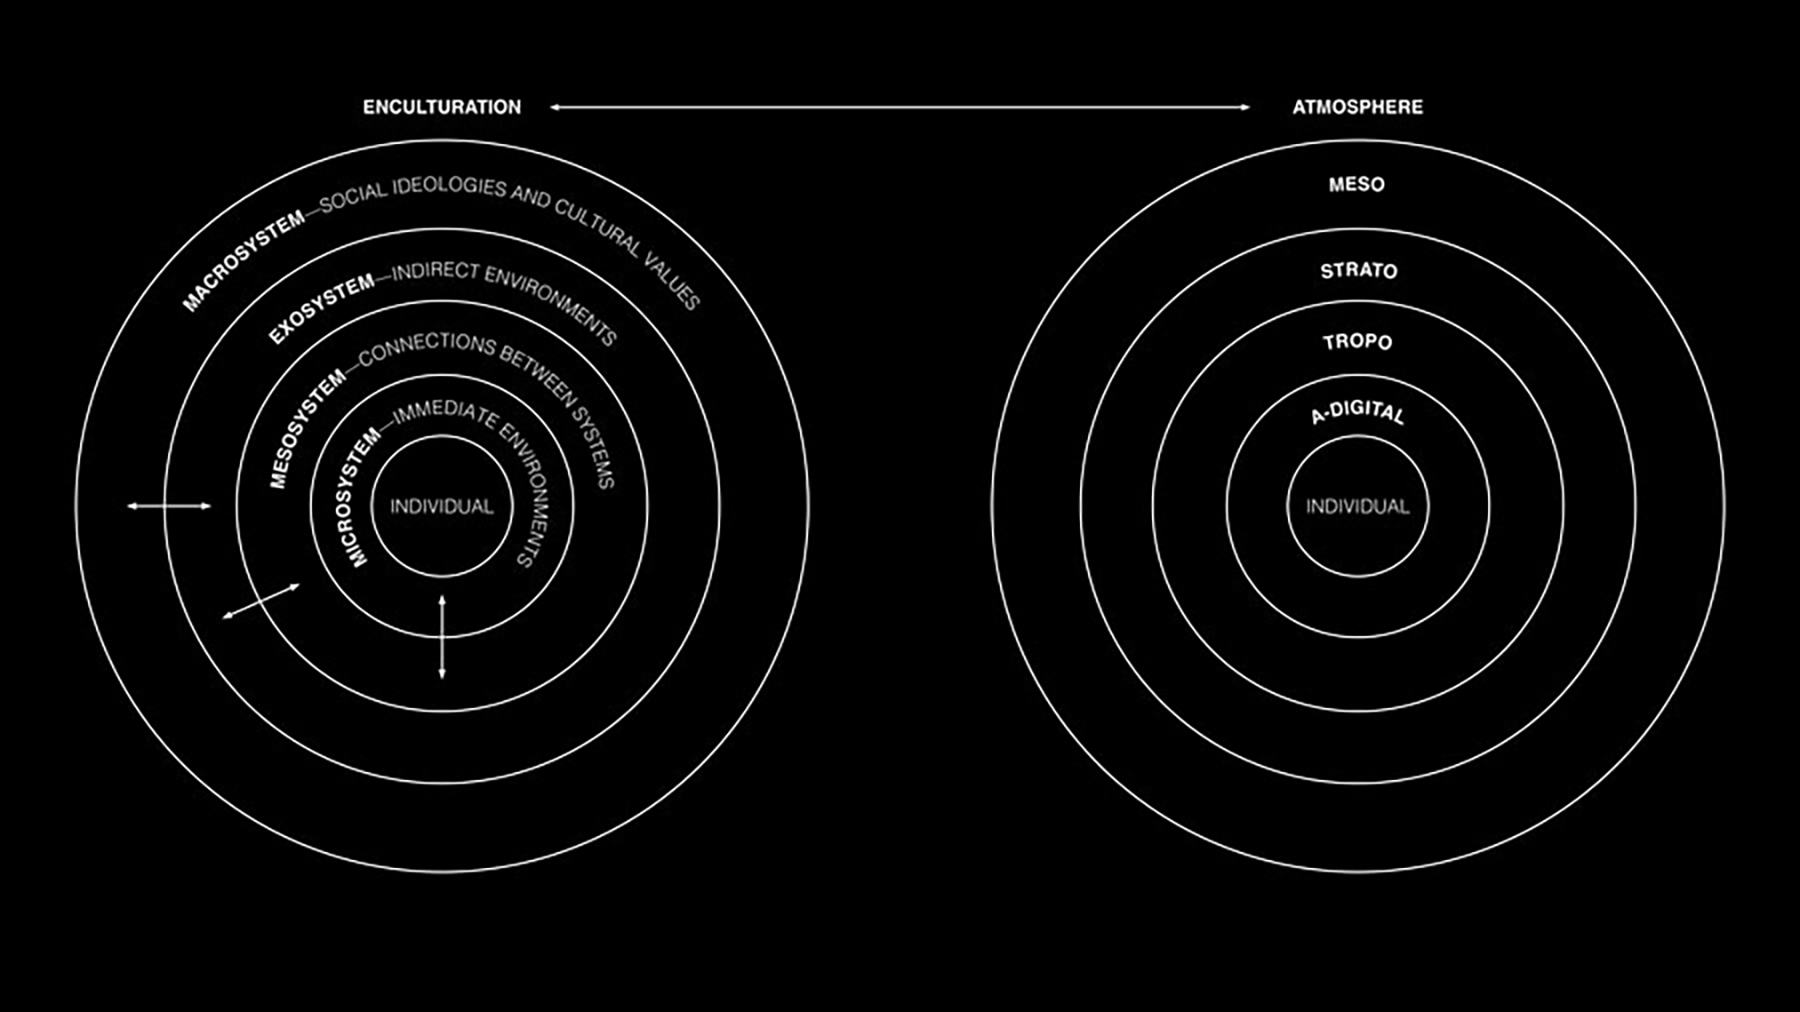 ENCULTURATION
ATMOSPHERE
MACROSYSTEM—SOCIAL IDEOLOGIES AND CULTURAL VALUES
EXOSYSTEM—INDIRECT ENVIRONMENTS
MESOSYSTEM—CONNECTIONS BETWEEN SYSTEMS
MICROSYSTEM—IMMEDIATE ENVIRONMENTS
INDIVIDUAL
MESO
STRATO
TROPO
A-DIGITAL
INDIVIDUAL